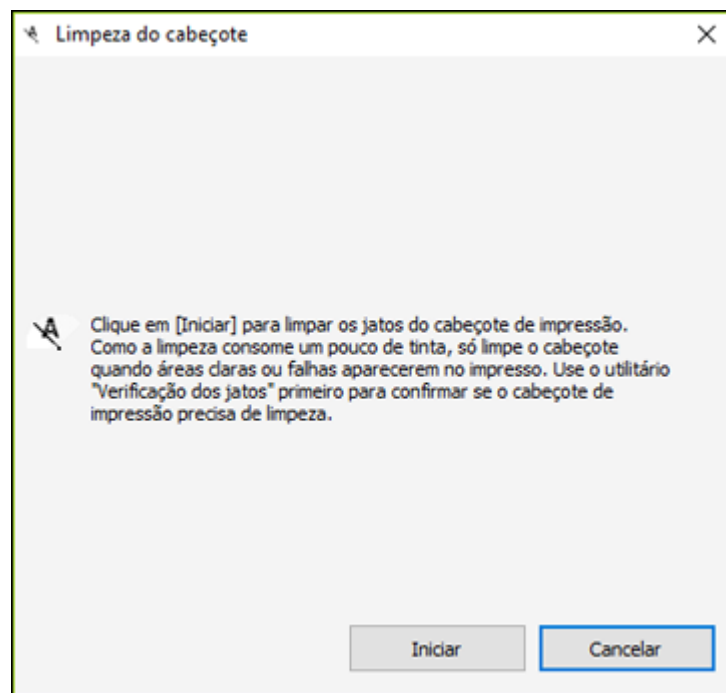 Limpeza do cabeçote
Clique em [Iniciar] para limpar os jatos do cabeçote de impressão.
Como a limpeza consome um pouco de tinta, só limpe o cabeçote
quando áreas claras ou falhas aparecerem no impresso. Use o utilitário
"Verificação dos jatos" primeiro para confirmar se o cabeçote de
impressão precisa de limpeza.
Iniciar
Cancelar